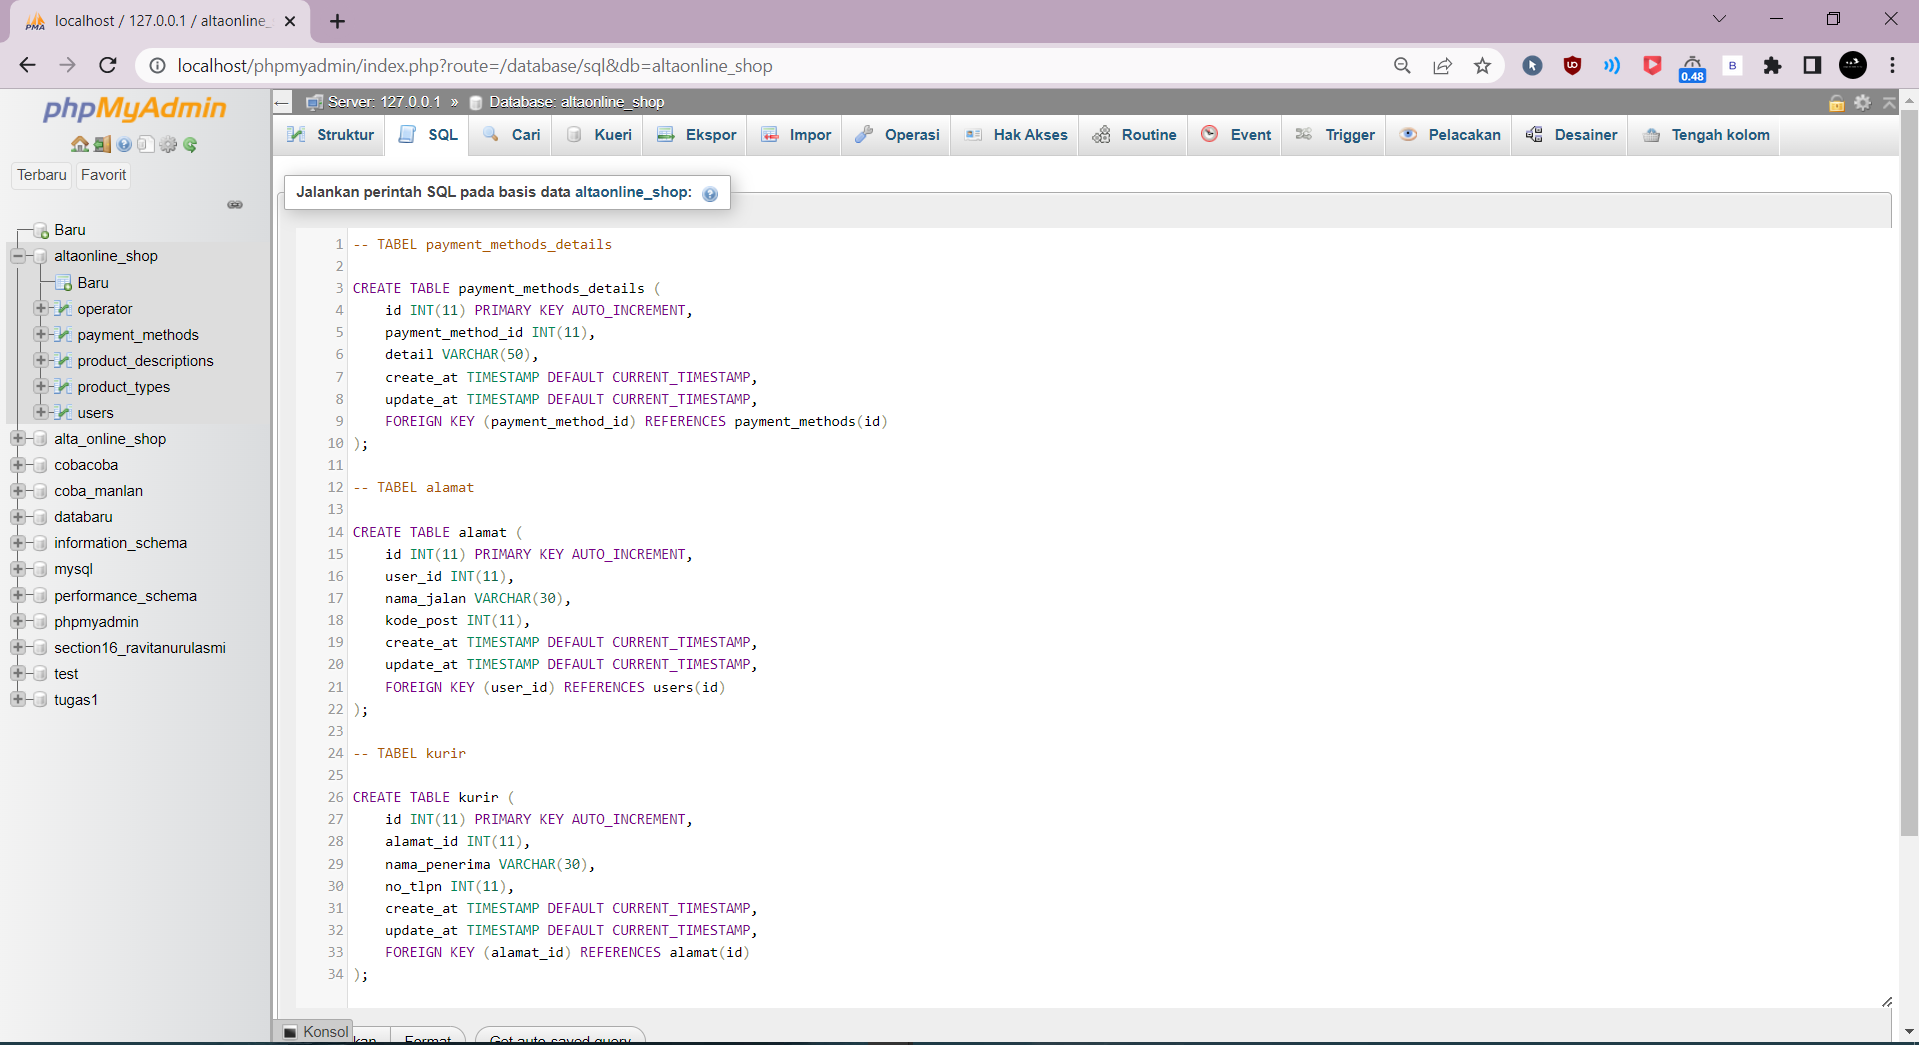 localhost / 127.0.0.1 / altaonline_
localhost/phpmyadmin/index.php?route=/database/sql&db=altaonline_shop
0.48
B
phpMyAdmin
Terbaru
Favorit
Baru
altaonline_shop
Baru
operator
payment_methods
product_descriptions
product_types
users
alta_online_shop
cobacoba
coba_manlan
databaru
information_schema
mysql
performance_schema
phpmyadmin
section16_ravitanurulasmi
test
tugas1
Server: 127.0.0.1 » Database: altaonline_shop
Struktur SQL Cari Kueri Ekspor Impor Operasi Hak Akses Routine Event Trigger Pelacakan Desainer Tengah kolom
Jalankan perintah SQL pada basis data altaonline_shop:
1 -- TABEL payment_methods_details
2
3 CREATE TABLE payment_methods_details (
4     id INT(11) PRIMARY KEY AUTO_INCREMENT,
5     payment_method_id INT(11),
6     detail VARCHAR(50),
7     create_at TIMESTAMP DEFAULT CURRENT_TIMESTAMP,
8     update_at TIMESTAMP DEFAULT CURRENT_TIMESTAMP,
9     FOREIGN KEY (payment_method_id) REFERENCES payment_methods(id)
10 );
11
12 -- TABEL alamat
13
14 CREATE TABLE alamat (
15     id INT(11) PRIMARY KEY AUTO_INCREMENT,
16     user_id INT(11),
17     nama_jalan VARCHAR(30),
18     kode_post INT(11),
19     create_at TIMESTAMP DEFAULT CURRENT_TIMESTAMP,
20     update_at TIMESTAMP DEFAULT CURRENT_TIMESTAMP,
21     FOREIGN KEY (user_id) REFERENCES users(id)
22 );
23
24 -- TABEL kurir
25
26 CREATE TABLE kurir (
27     id INT(11) PRIMARY KEY AUTO_INCREMENT,
28     alamat_id INT(11),
29     nama_penerima VARCHAR(30),
30     no_tlpn INT(11),
31     create_at TIMESTAMP DEFAULT CURRENT_TIMESTAMP,
32     update_at TIMESTAMP DEFAULT CURRENT_TIMESTAMP,
33     FOREIGN KEY (alamat_id) REFERENCES alamat(id)
34 );
Konsol
kan Format Get auto-saved query